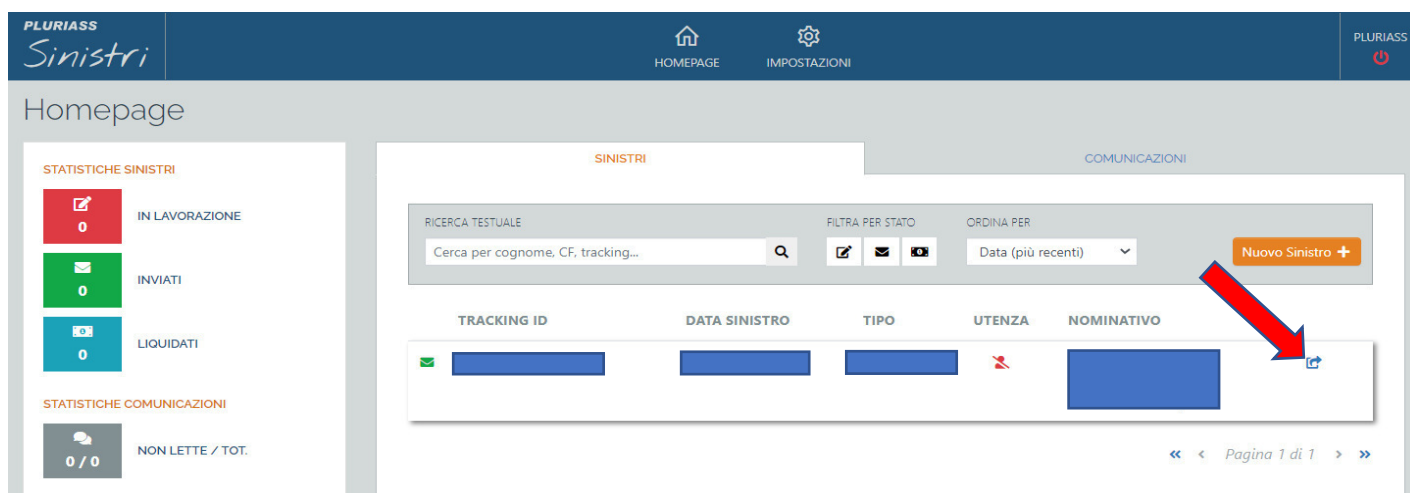 PLURIASS
Sinistri
HOMEPAGE
IMPOSTAZIONI
PLURIASS
Homepage
STATISTICHE SINISTRI
0
IN LAVORAZIONE
0
INVIATI
0
LIQUIDATI
STATISTICHE COMUNICAZIONI
0 / 0
NON LETTE / TOT.
SINISTRI
COMUNICAZIONI
RICERCA TESTUALE
FILTRA PER STATO
ORDINA PER
Cerca per cognome, CF, tracking...
Data (più recenti)
Nuovo Sinistro +
TRACKING ID
DATA SINISTRO
TIPO
UTENZA
NOMINATIVO
« < Pagina 1 di 1 > »